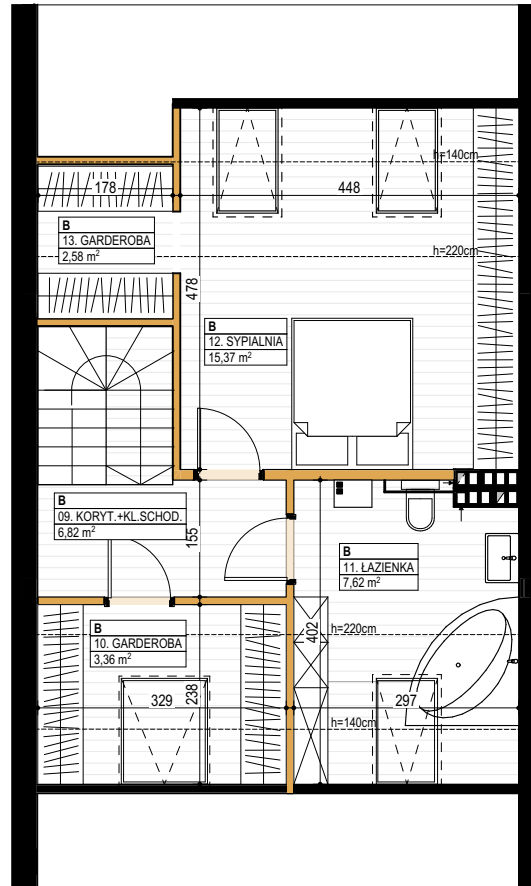 h=140cm
178
448
B
13. GARDEROBA
2,58 m²
h=220cm
478
B
12. SYPIALNIA
15,37 m²
B
09. KORYT.+KL.SCHOD.
6,82 m²
155
B
11. ŁAZIENKA
7,62 m²
B
10. GARDEROBA
3,36 m²
402
h=220cm
329
238
297
h=140cm